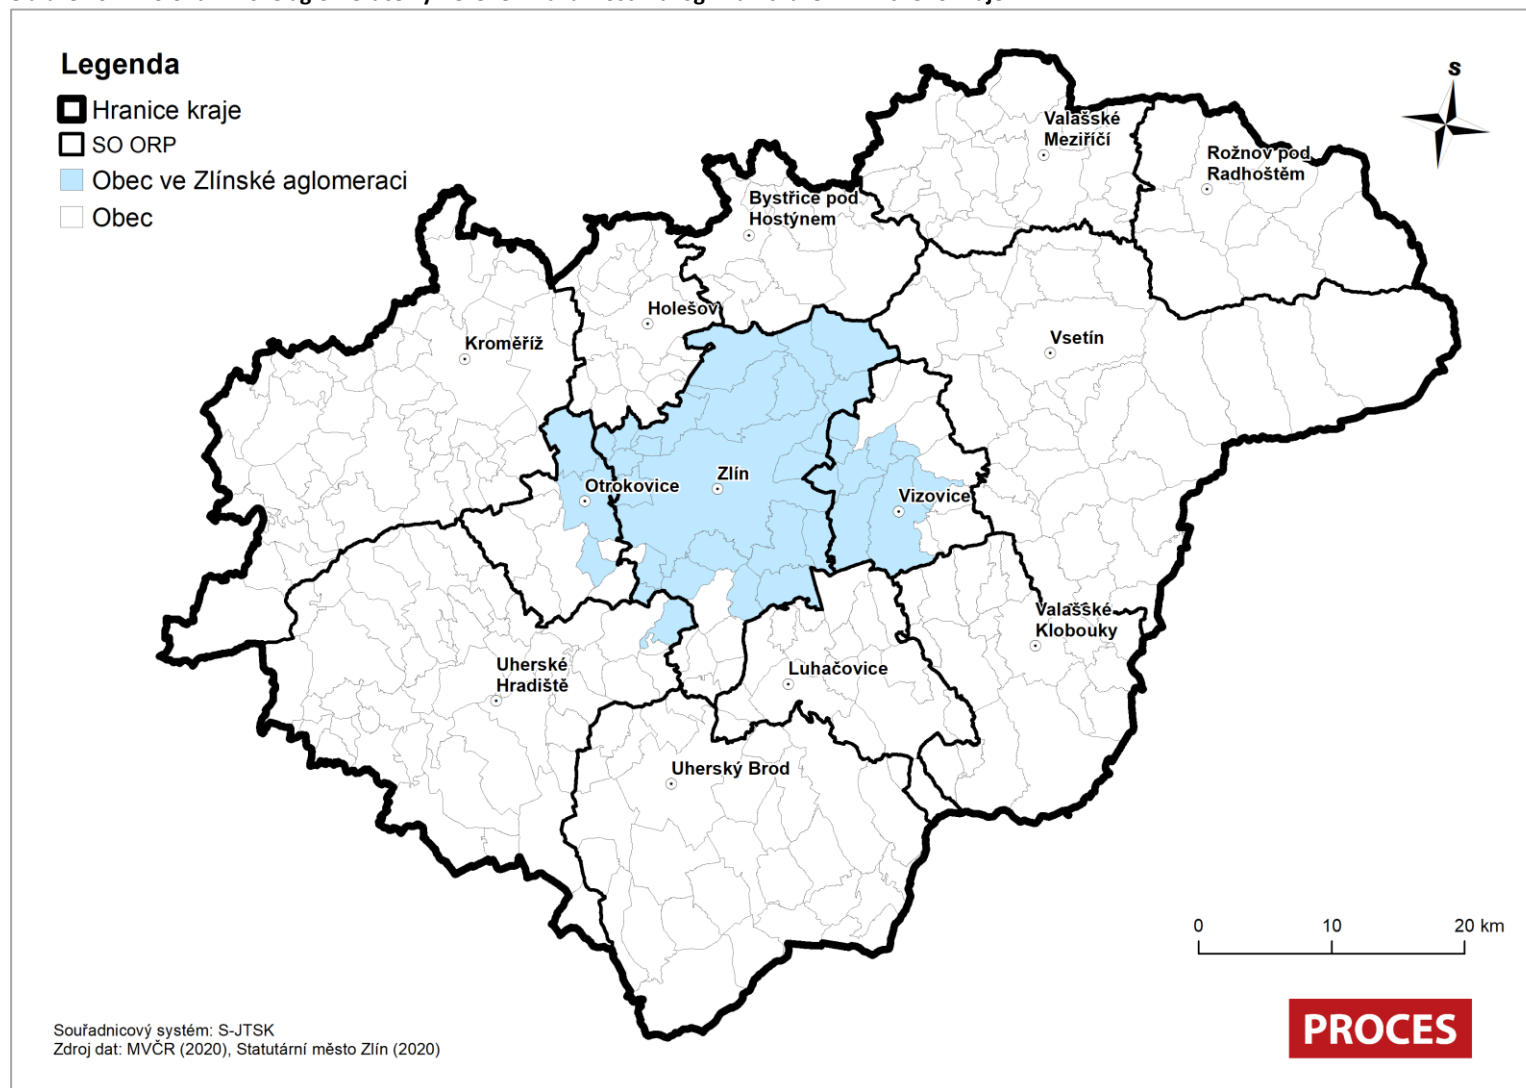 Legenda
Hranice kraje
SO ORP
Obec ve Zlínské aglomeraci
Obec
S
Valašské
Meziříčí
Rožnov pod
Radhoštěm
Bystřice pod
Hostýnem
Holešov
Kroměříž
Vsetín
Otrokovice
Zlín
Vizovice
Valašské
Klobouky
Uherské
Hradiště
Luhačovice
Uherský Brod
0 10 20 km
PROCES
Souřadnicový systém: S-JTSK
Zdroj dat: MVČR (2020), Statutární město Zlín (2020)